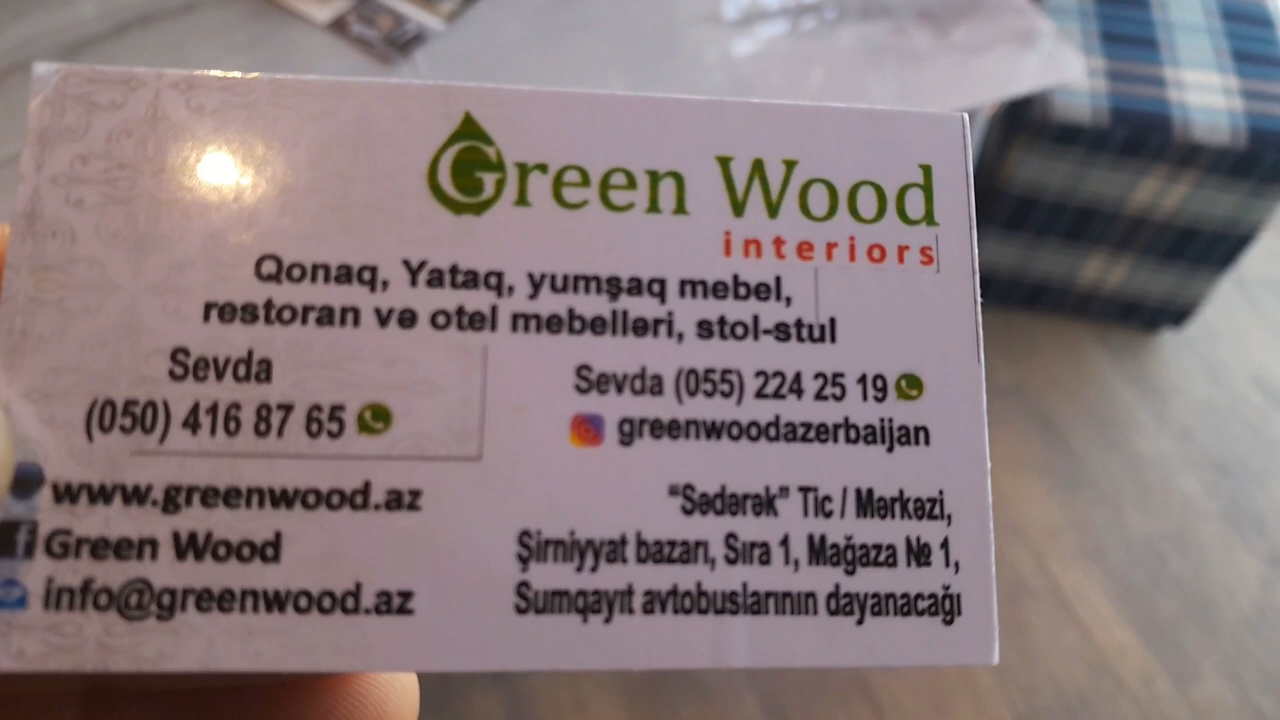 Green Wood
interiors
Qonaq, Yataq, yumşaq mebel,
restoran və otel mebelləri, stol-stul
Sevda
(050) 416 87 65
Sevda (055) 224 25 19
greenwoodazerbaijan
www.greenwood.az
Green Wood
info@greenwood.az
“Sədərək” Tic / Mərkəzi,
Şirniyyat bazarı, Sıra 1, Mağaza № 1,
Sumqayıt avtobuslarının dayanacağı